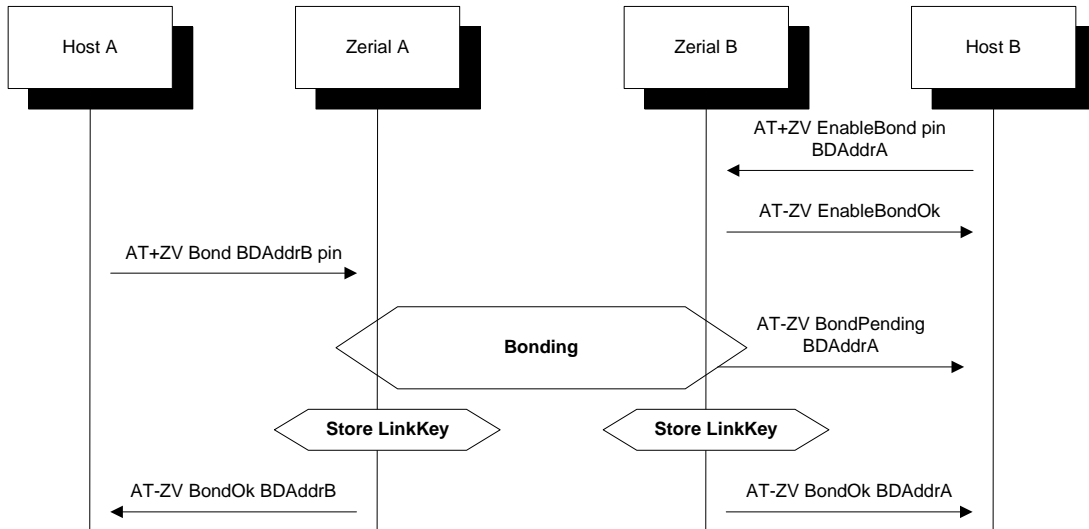 Host A
Zerial A
Zerial B
Host B
AT+ZV EnableBond pin
BDAddrA
AT-ZV EnableBondOk
AT+ZV Bond BDAddrB pin
Bonding
AT-ZV BondPending
BDAddrA
Store LinkKey
Store LinkKey
AT-ZV BondOk BDAddrB
AT-ZV BondOk BDAddrA